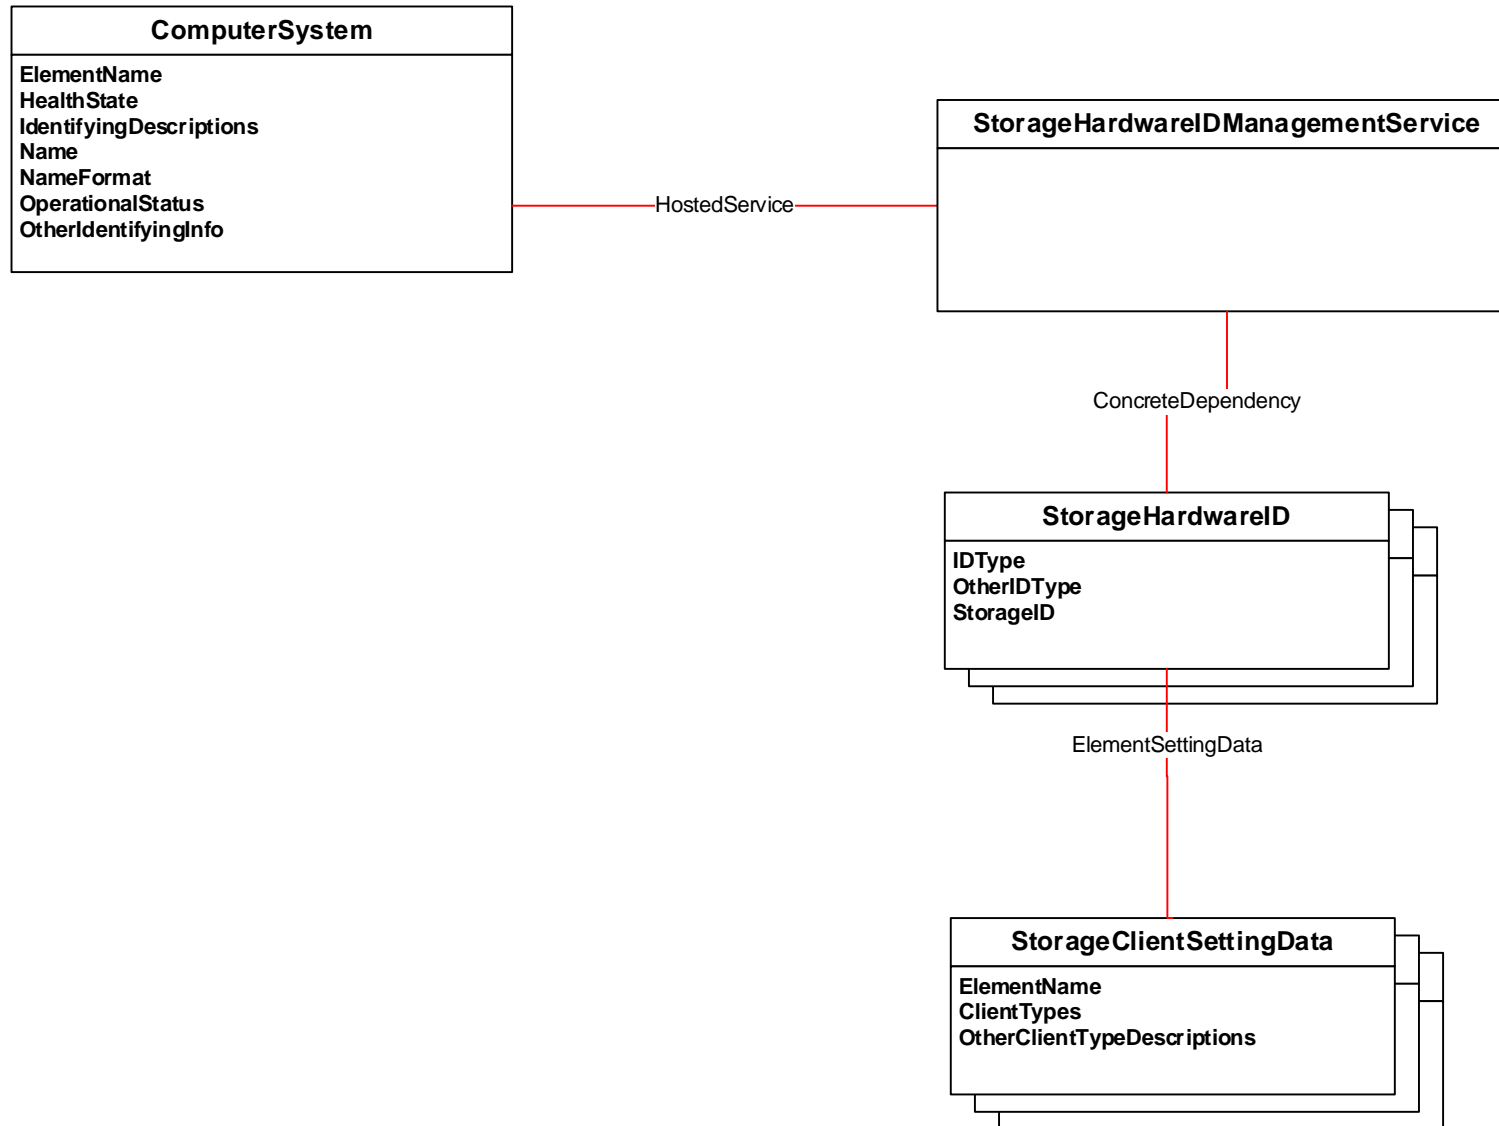 ComputerSystem
ElementName
HealthState
IdentifyingDescriptions
Name
NameFormat
OperationalStatus
OtherIdentifyingInfo
StorageHardwareIDManagementService
HostedService
ConcreteDependency
StorageHardwareID
IDType
OtherIDType
StorageID
ElementSettingData
StorageClientSettingData
ElementName
ClientTypes
OtherClientTypeDescriptions